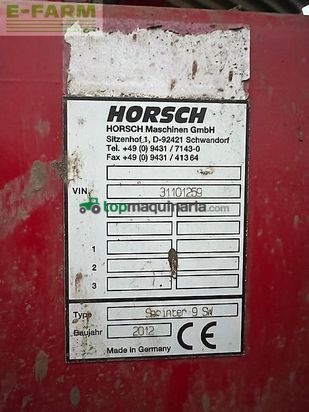 E-FARM
HORSCH
HORSCH Maschinen GmbH
Sitzenhof 1, D-92421 Schwandorf
Tel. +49 (0) 9431 / 7143-0
Fax +49 (0) 9431 / 41364
VIN 31101259
topmaquinaria.com
1
2
3
Type Sprinter 9 SW
Baujahr 2012 CE
Made in Germany